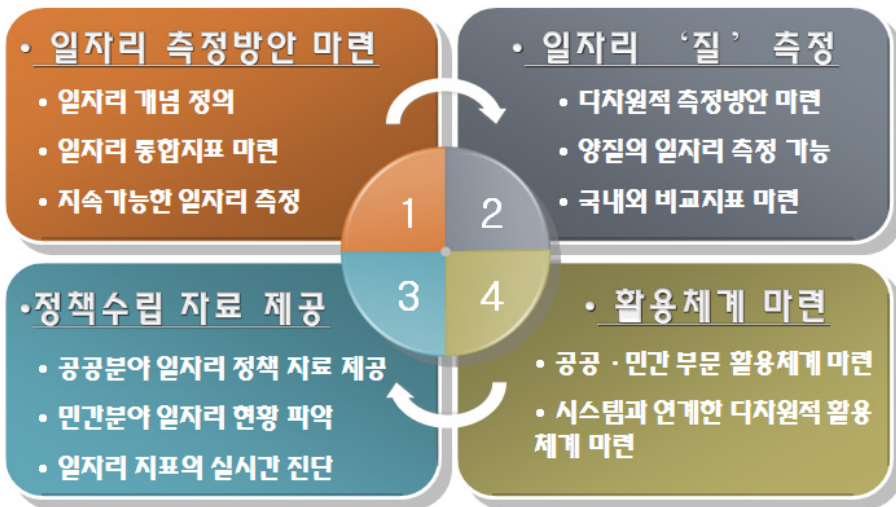 • 일자리 측정방안 마련
• 일자리 개념 정의
• 일자리 통합지표 마련
• 지속가능한 일자리 측정
• 일자리 ‘질’ 측정
• 다차원적 측정방안 마련
• 양질의 일자리 측정 가능
• 국내외 비교지표 마련
1
2
3
4
•정책수립 자료 제공
• 공공분야 일자리 정책 자료 제공
• 민간분야 일자리 현황 파악
• 일자리 지표의 실시간 진단
• 활용체계 마련
• 공공 · 민간 부문 활용체계 마련
• 시스템과 연계한 다차원적 활용
체계 마련